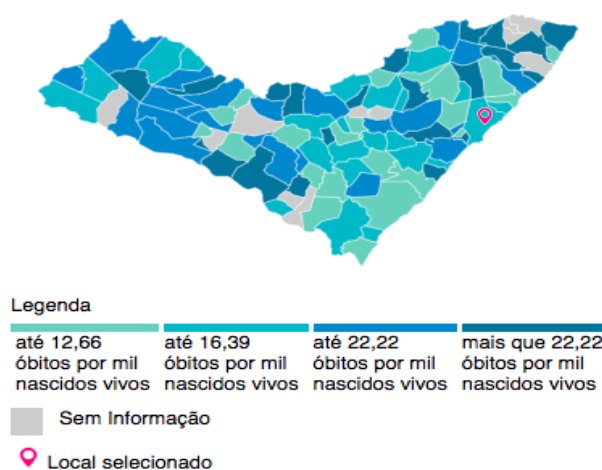 Legenda
até 12,66
óbitos por mil
nascidos vivos
até 16,39
óbitos por mil
nascidos vivos
até 22,22
óbitos por mil
nascidos vivos
mais que 22,22
óbitos por mil
nascidos vivos
Sem Informação
Local selecionado